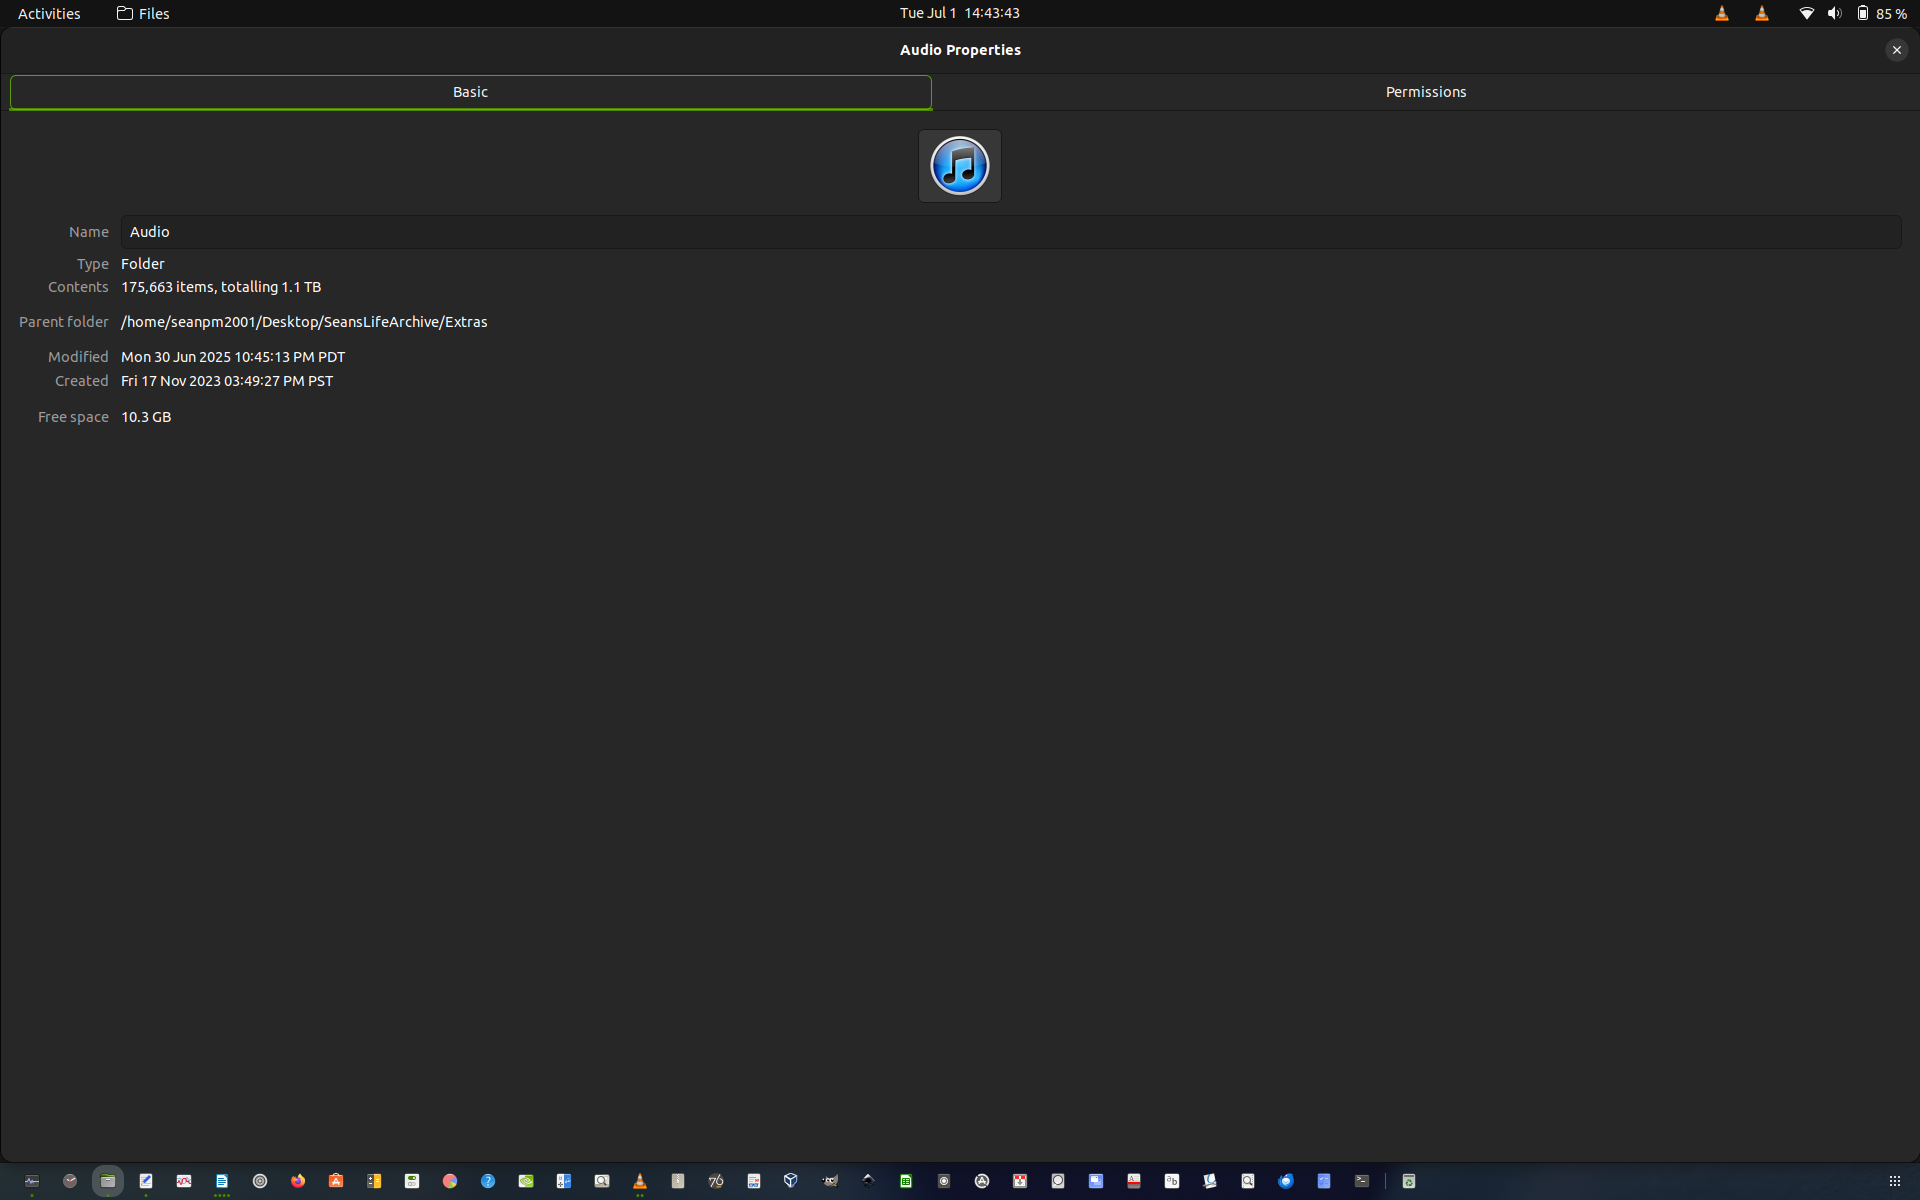 Activities Files Tue Jul 1 14:43:43 85 %
Audio Properties
Basic Permissions
Name Audio
Type Folder
Contents 175,663 items, totalling 1.1 TB
Parent folder /home/seanpm2001/Desktop/SeansLifeArchive/Extras
Modified Mon 30 Jun 2025 10:45:13 PM PDT
Created Fri 17 Nov 2023 03:49:27 PM PST
Free space 10.3 GB